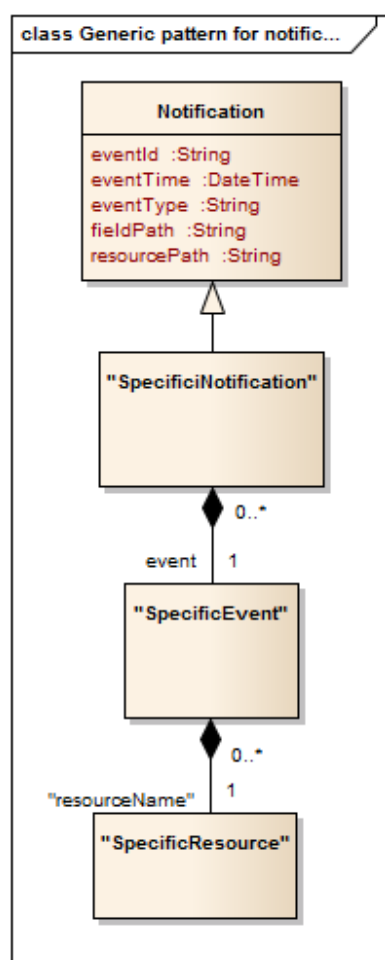 class Generic pattern for notific...
Notification
eventId :String
eventTime :DateTime
eventType :String
fieldPath :String
resourcePath :String
"SpecificiNotification"
0..*
event 1
"SpecificEvent"
0..*
"resourceName" 1
"SpecificResource"